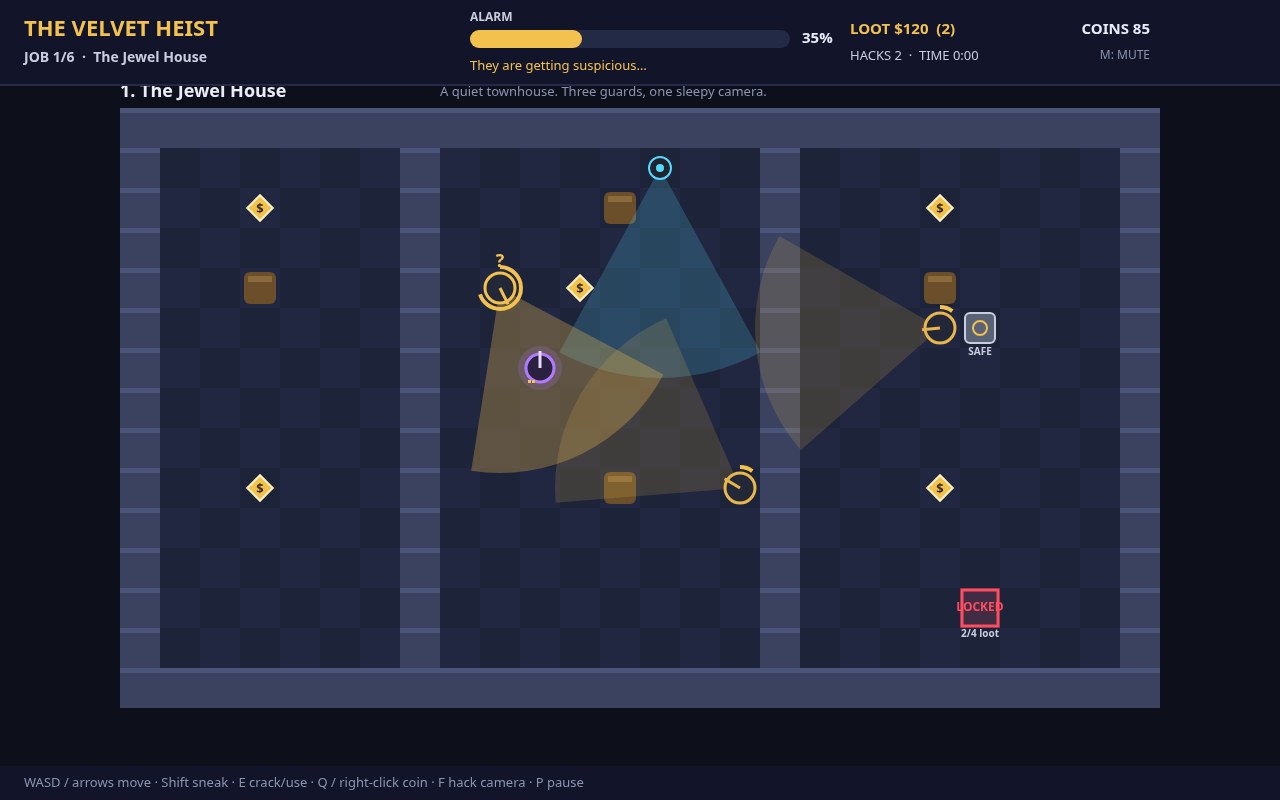 THE VELVET HEIST
JOB 1/6 · The Jewel House
ALARM
35%
They are getting suspicious...
LOOT $120 (2)
HACKS 2 · TIME 0:00
COINS 85
M: MUTE
1. The Jewel House
A quiet townhouse. Three guards, one sleepy camera.
$
$
?
$
SAFE
$
$
LOCKED
2/4 loot
WASD / arrows move · Shift sneak · E crack/use · Q / right-click coin · F hack camera · P pause